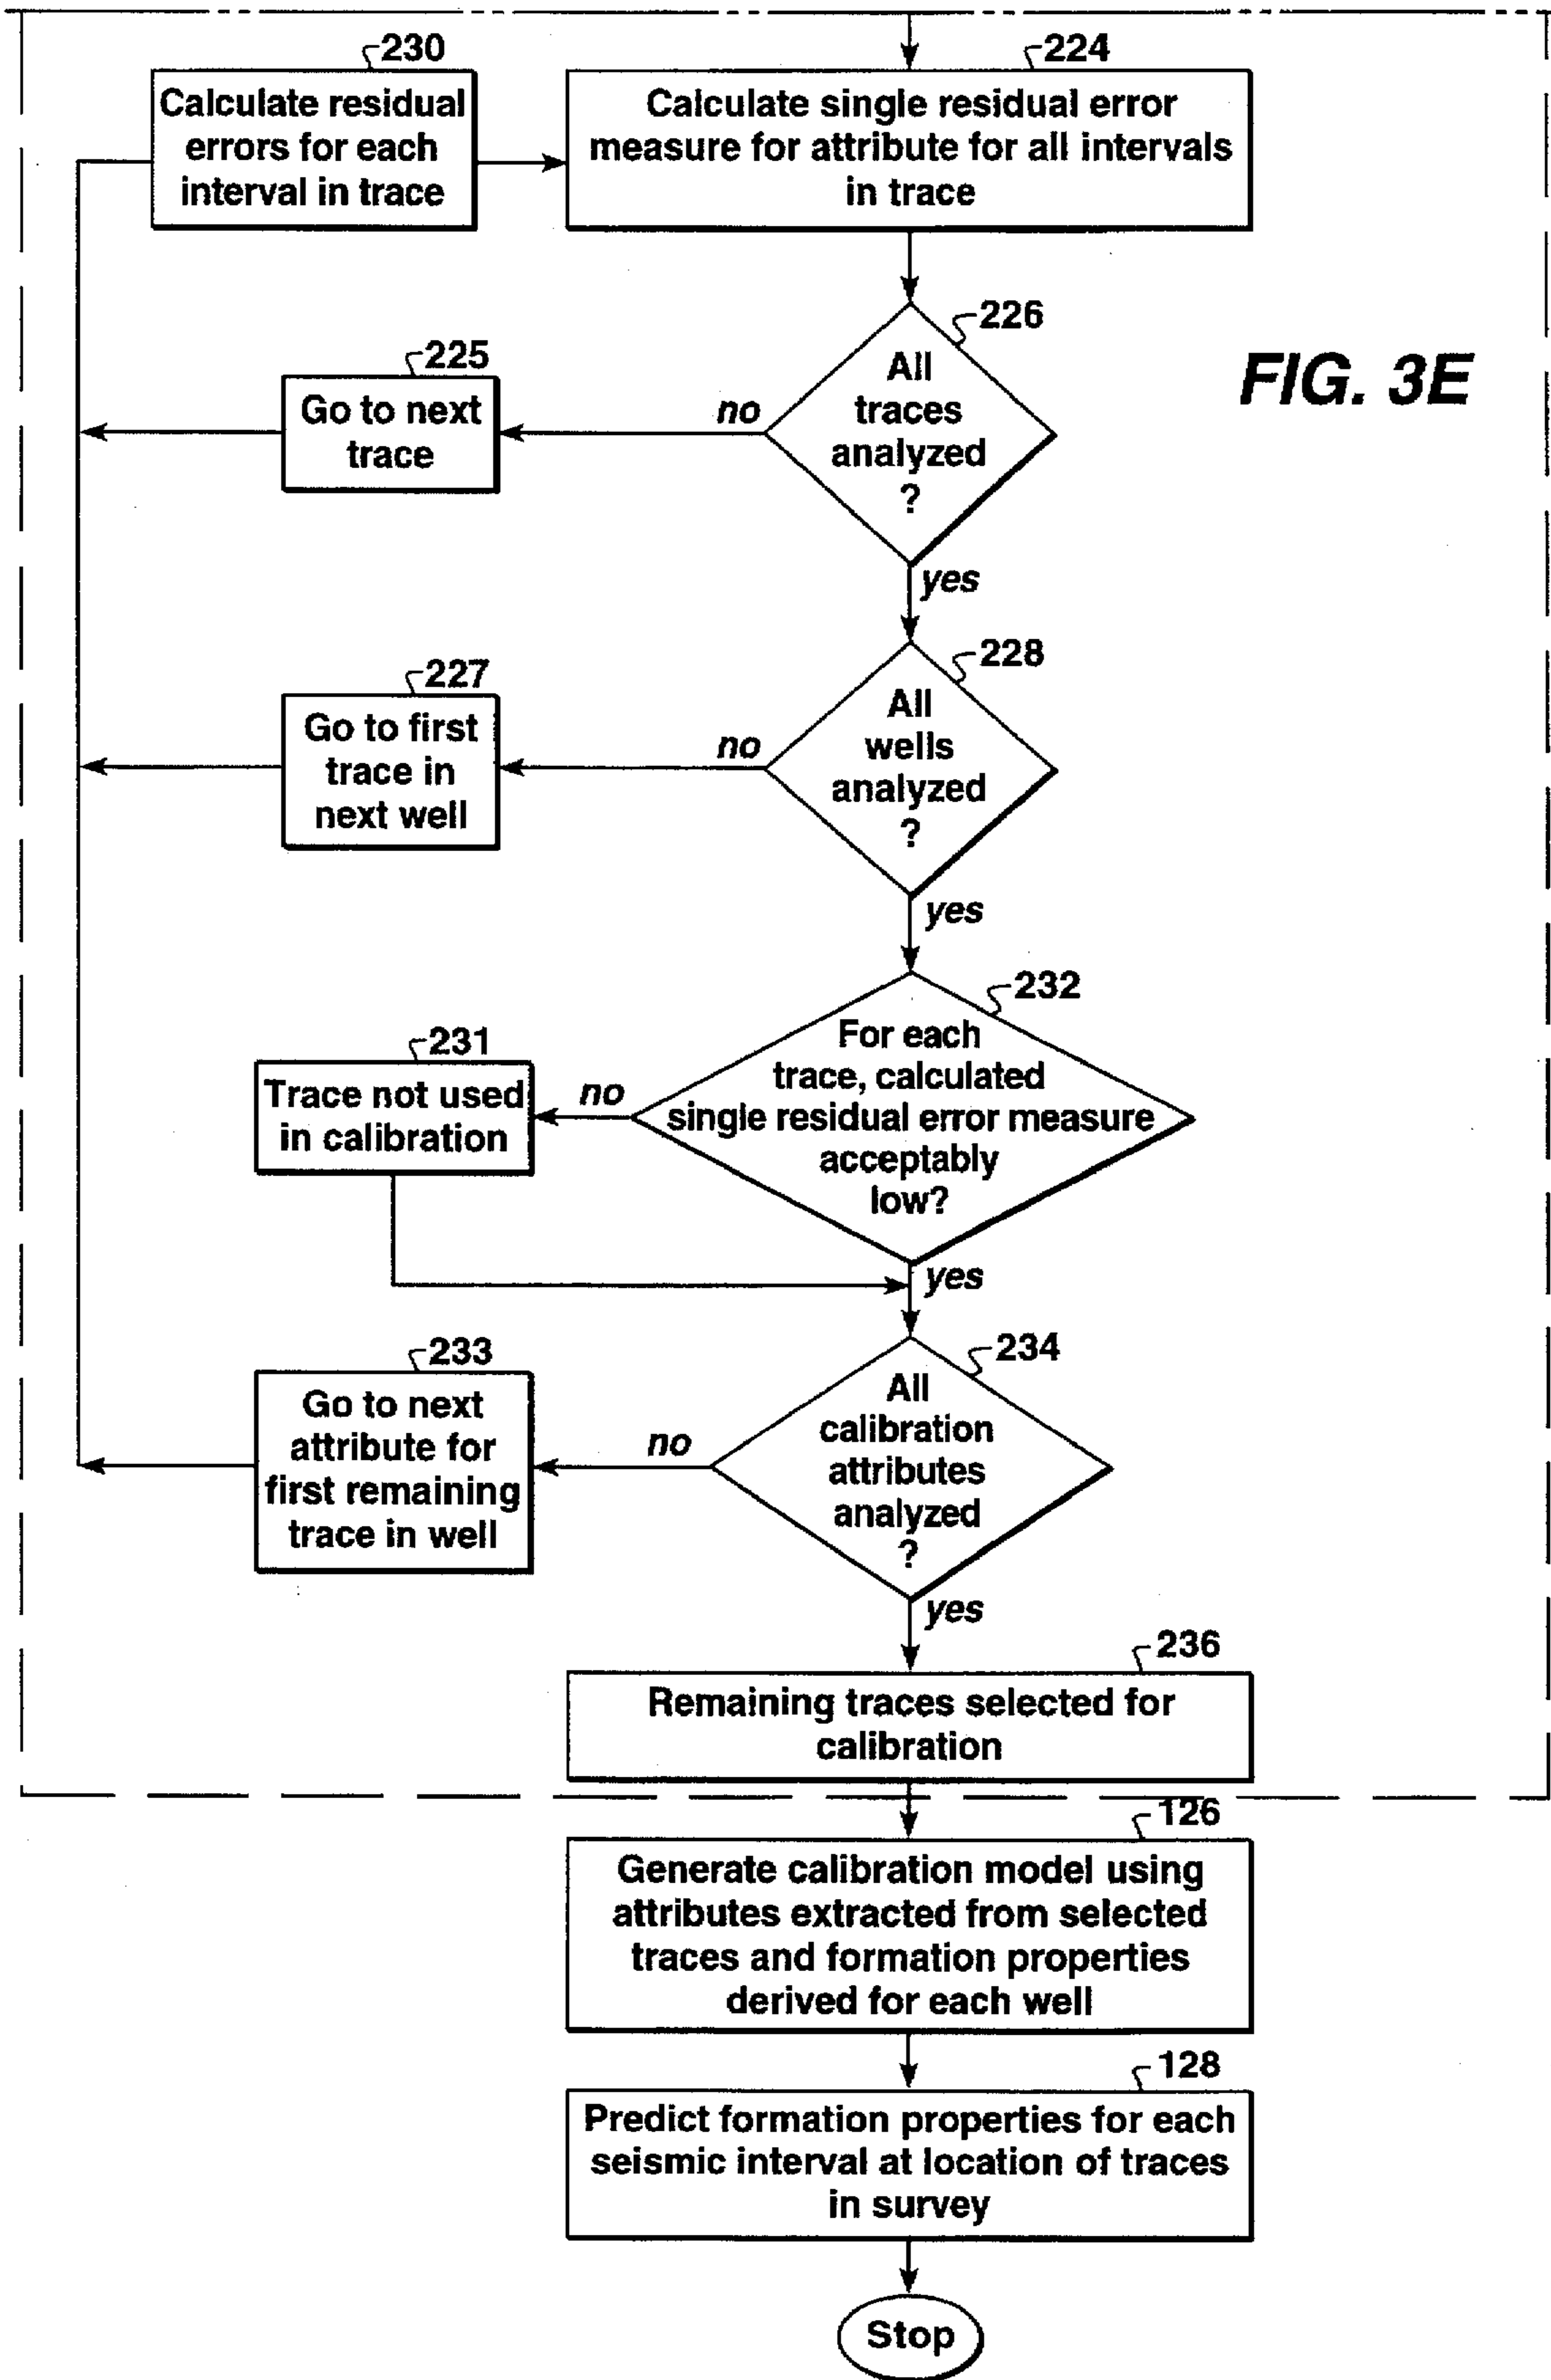 230
Calculate residual
errors for each
interval in trace
224
Calculate single residual error
measure for attribute for all intervals
in trace
226
All
traces
analyzed
?
FIG. 3E
225
Go to next
trace
no
yes
228
All
wells
analyzed
?
227
Go to first
trace in
next well
no
yes
232
For each
trace, calculated
single residual error measure
acceptably
low?
231
Trace not used
in calibration
no
yes
234
All
calibration
attributes
analyzed
?
233
Go to next
attribute for
first remaining
trace in well
no
yes
236
Remaining traces selected for
calibration
126
Generate calibration model using
attributes extracted from selected
traces and formation properties
derived for each well
128
Predict formation properties for each
seismic interval at location of traces
in survey
Stop